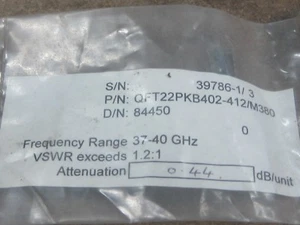 S/N: 39786-1/ 3
P/N: QFT22PKB402-412/M380
D/N: 84450
0
Frequency Range 37-40 GHz
VSWR exceeds 1.2:1
Attenuation 0.44 dB/unit